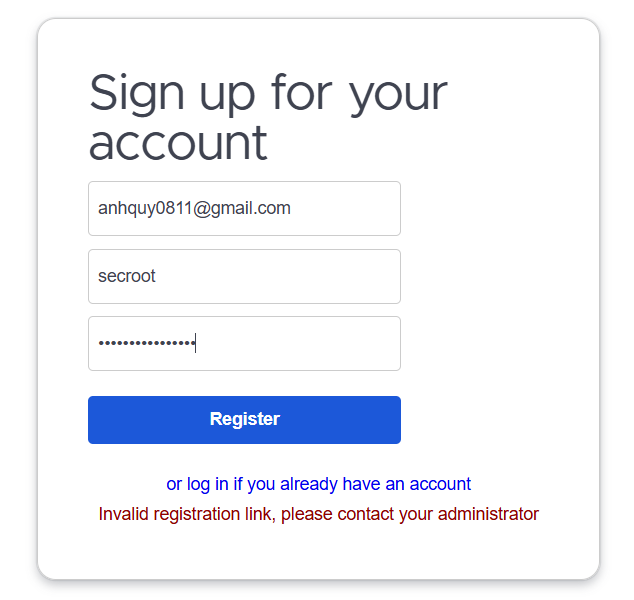 Sign up for your
account
anhquy0811@gmail.com
secroot
••••••••••••••••
Register
or log in if you already have an account
Invalid registration link, please contact your administrator